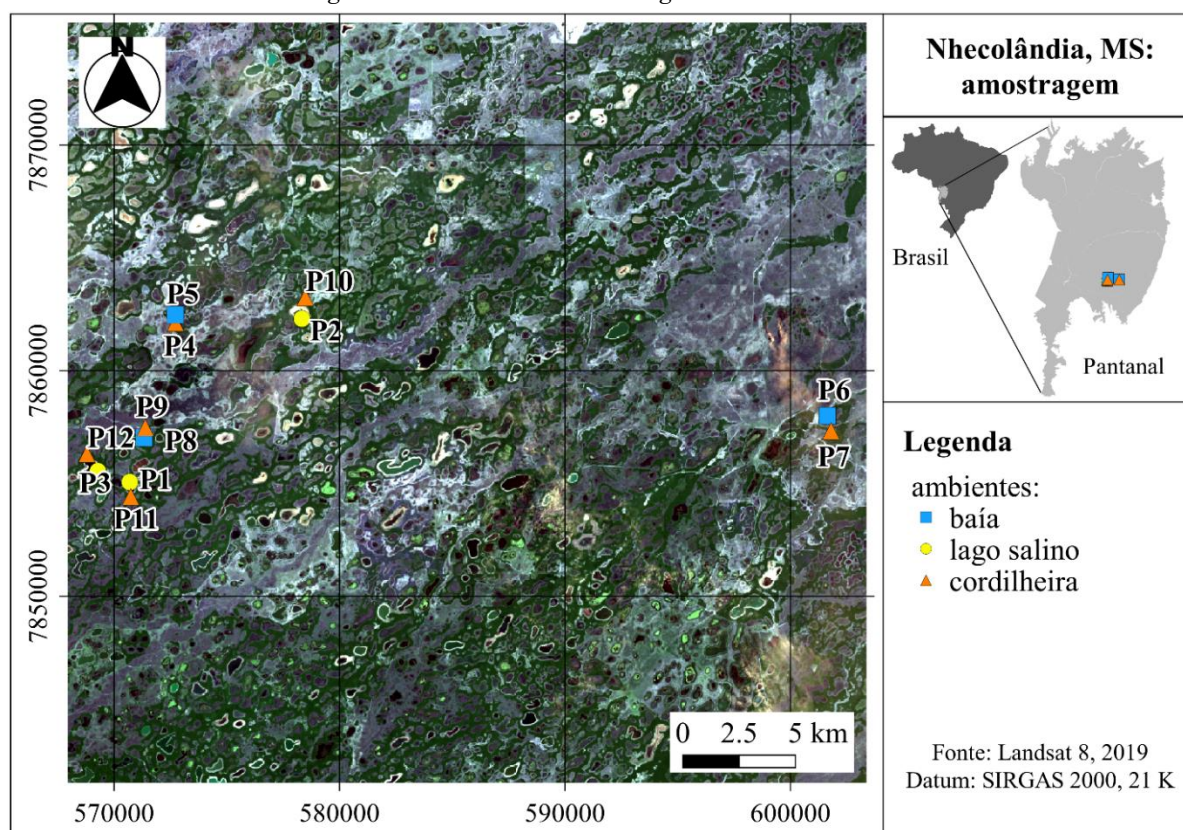 N
7870000
7860000
7850000
570000
580000
590000
600000
P10
P5
P2
P4
P6
P9
P12
P8
P7
P3
P1
P11
0 2.5 5 km
Nhecolândia, MS:
amostragem
Brasil
Pantanal
Legenda
ambientes:
baía
lago salino
cordilheira
Fonte: Landsat 8, 2019
Datum: SIRGAS 2000, 21 K